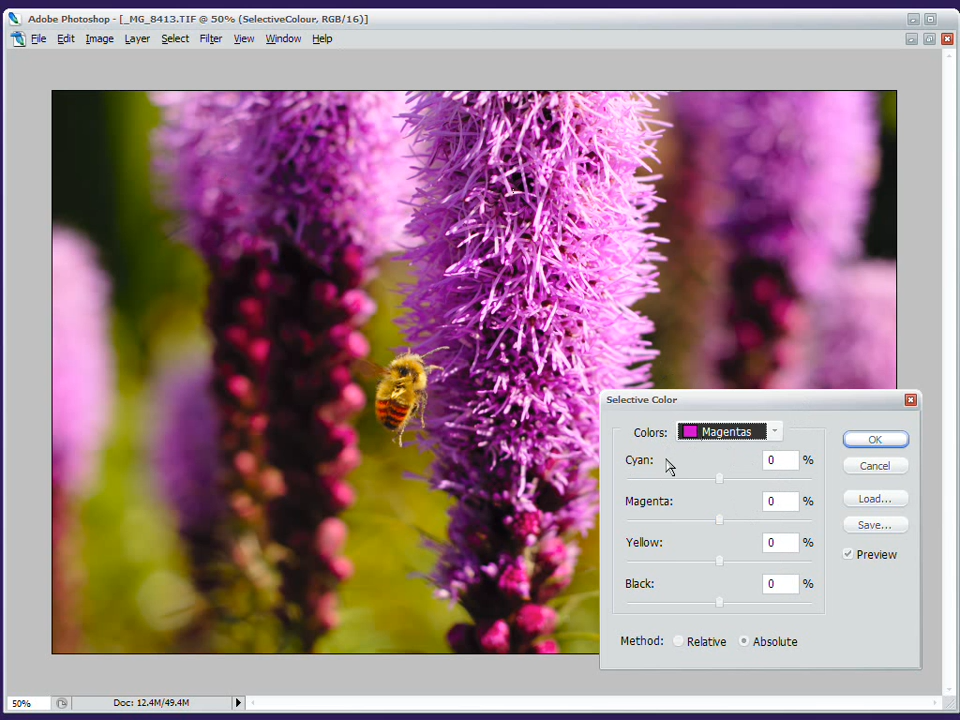 Adobe Photoshop - [_MG_8413.TIF @ 50% (SelectiveColour, RGB/16)]
File Edit Image Layer Select Filter View Window Help
Selective Color
Colors: Magentas
OK
Cyan: 0 %
Cancel
Magenta: 0 %
Load...
Save...
Yellow: 0 %
Preview
Black: 0 %
Method: Relative Absolute
50% Doc: 12.4M/49.4M